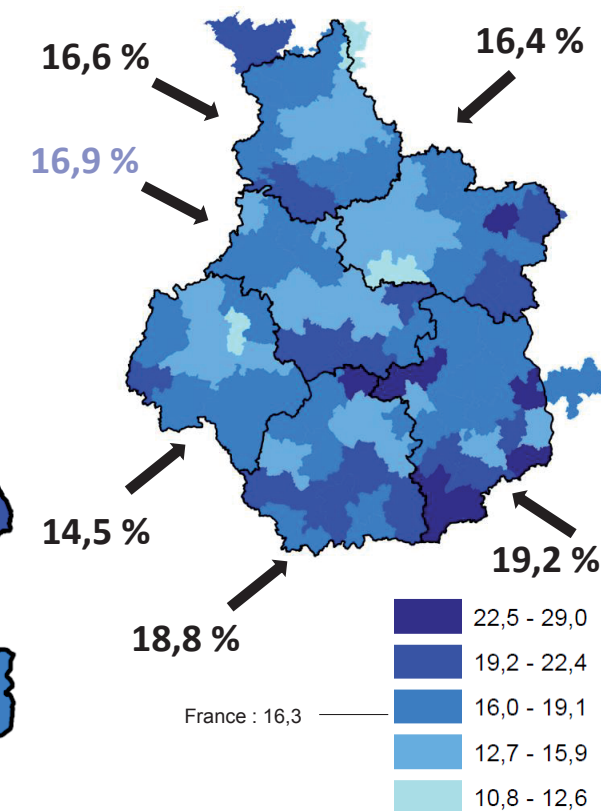 16,6 %
16,4 %
16,9 %
14,5 %
19,2 %
18,8 %
22,5 - 29,0
19,2 - 22,4
France : 16,3
16,0 - 19,1
12,7 - 15,9
10,8 - 12,6